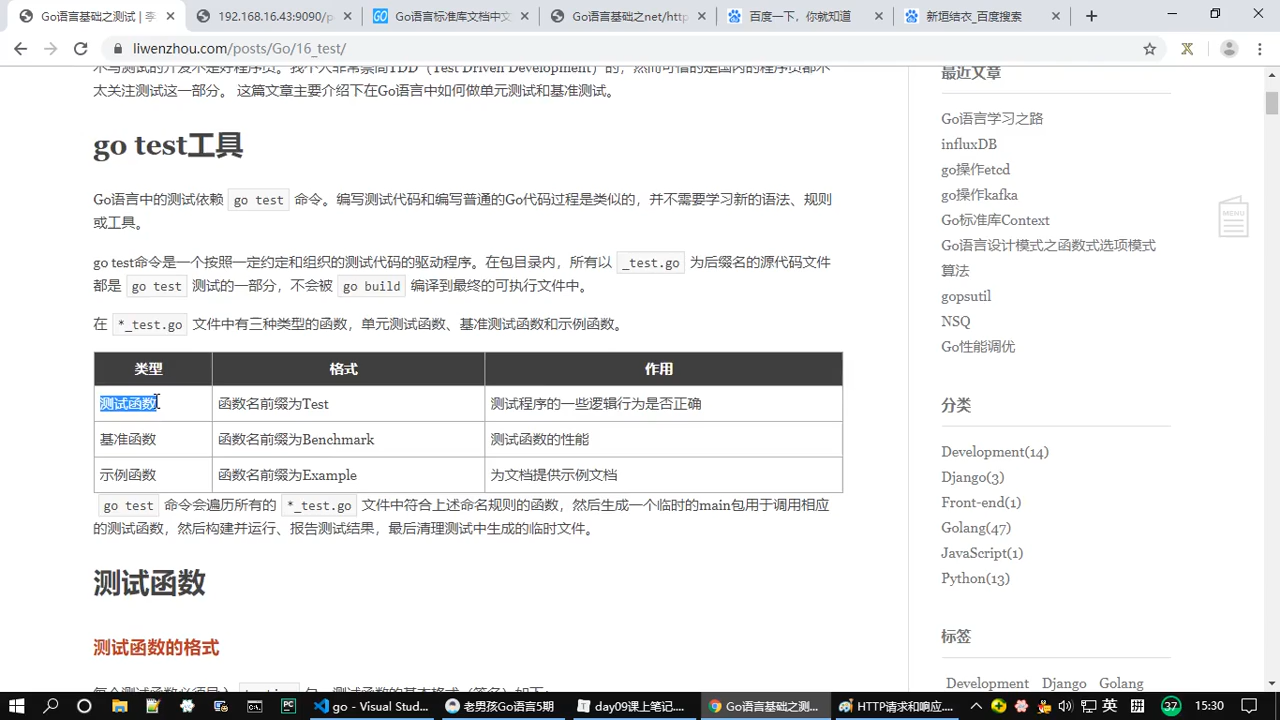 Go语言基础之测试 | 李
192.168.16.43:9090/p
Go语言标准库文档中文
Go语言基础之net/http
百度一下，你就知道
新垣结衣_百度搜索
liwenzhou.com/posts/Go/16_test/
太关注测试这一部分。 这篇文章主要介绍下在Go语言中如何做单元测试和基准测试。
go test工具
Go语言中的测试依赖 go test 命令。编写测试代码和编写普通的Go代码过程是类似的，并不需要学习新的语法、规则
或工具。
go test命令是一个按照一定约定和组织的测试代码的驱动程序。在包目录内，所有以 _test.go 为后缀名的源代码文件
都是 go test 测试的一部分，不会被 go build 编译到最终的可执行文件中。
在 *_test.go 文件中有三种类型的函数，单元测试函数、基准测试函数和示例函数。
类型 格式 作用
测试函数 函数名前缀为Test 测试程序的一些逻辑行为是否正确
基准函数 函数名前缀为Benchmark 测试函数的性能
示例函数 函数名前缀为Example 为文档提供示例文档
go test 命令会遍历所有的 *_test.go 文件中符合上述命名规则的函数，然后生成一个临时的main包用于调用相应
的测试函数，然后构建并运行、报告测试结果，最后清理测试中生成的临时文件。
测试函数
测试函数的格式
最近文章
Go语言学习之路
influxDB
go操作etcd
go操作kafka
Go标准库Context
Go语言设计模式之函数式选项模式
算法
gopsutil
NSQ
Go性能调优
MENU
分类
Development(14)
Django(3)
Front-end(1)
Golang(47)
JavaScript(1)
Python(13)
标签
Development Django Golang
go - Visual Stud...
老男孩Go语言5期
day09课上笔记....
Go语言基础之测...
HTTP请求和响应...
英
拼
37
15:30